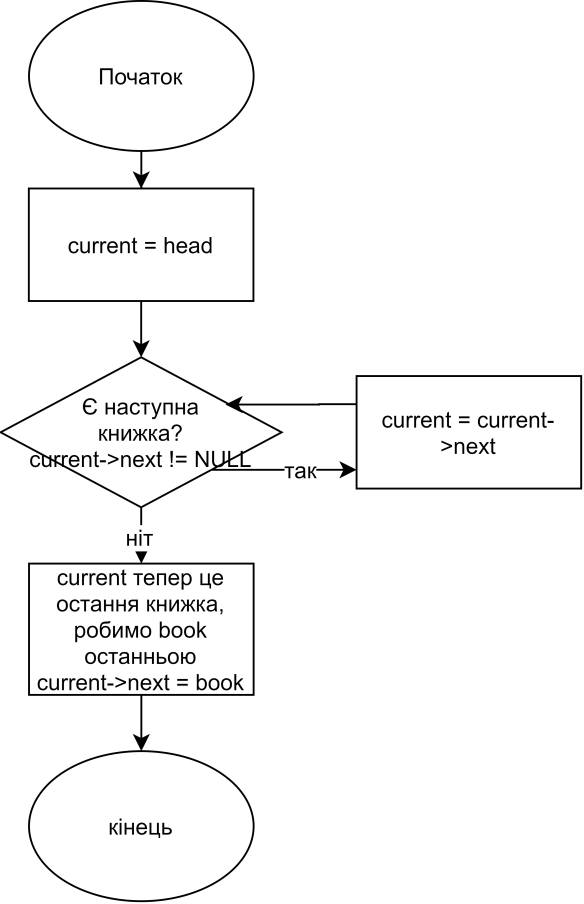 Початок
current = head
Є наступна
книжка?
current->next != NULL
current = current-
>next
так
ніт
current тепер це
остання книжка,
робимо book
останньою
current->next = book
кінець